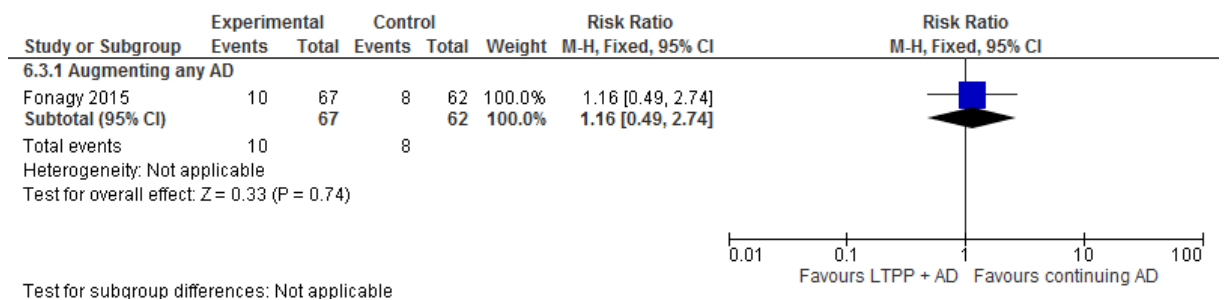 Experimental Control Risk Ratio Risk Ratio
Study or Subgroup Events Total Events Total Weight M-H, Fixed, 95% CI M-H, Fixed, 95% CI
6.3.1 Augmenting any AD
Fonagy 2015 10 67 8 62 100.0% 1.16 [0.49, 2.74]
Subtotal (95% CI) 67 62 100.0% 1.16 [0.49, 2.74]
Total events 10 8
Heterogeneity: Not applicable
Test for overall effect: Z = 0.33 (P = 0.74)
0.01 0.1 1 10 100
Favours LTPP + AD Favours continuing AD
Test for subgroup differences: Not applicable